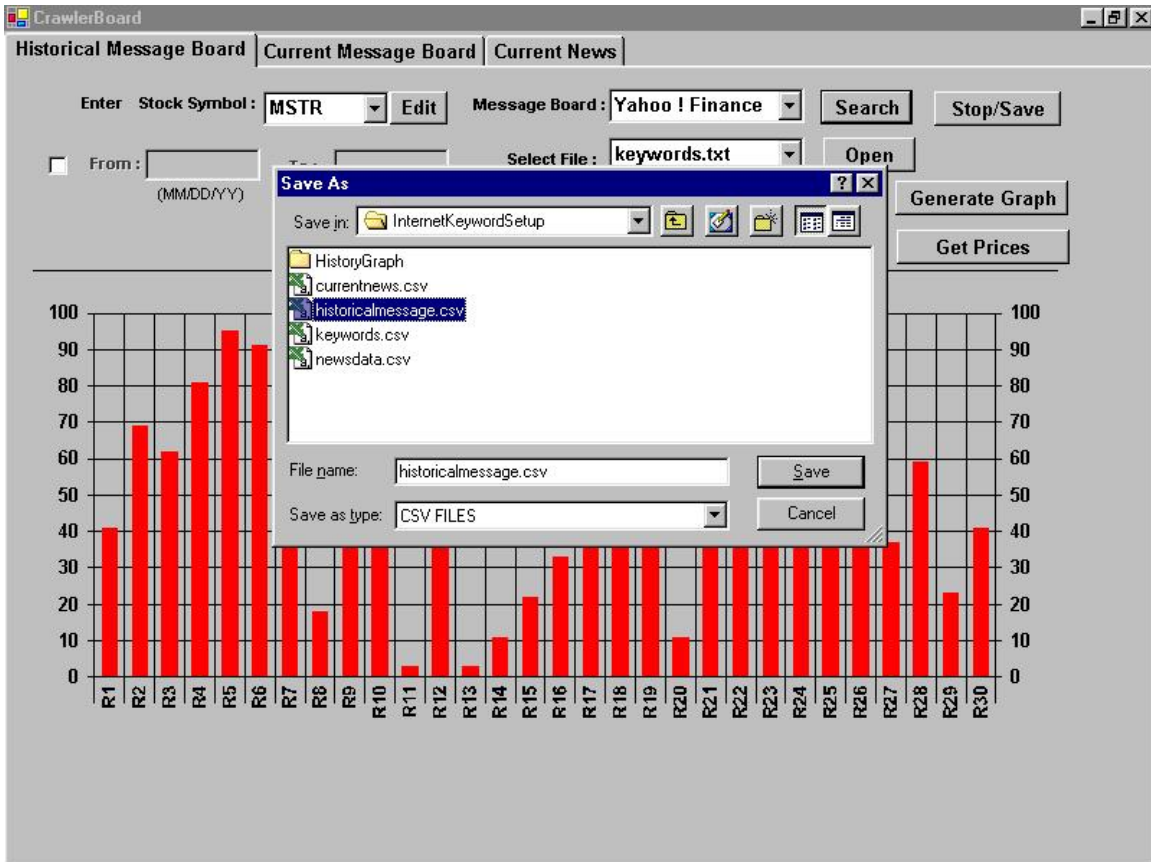 CrawlerBoard
Historical Message Board Current Message Board Current News
Enter Stock Symbol : MSTR Edit Message Board : Yahoo ! Finance Search Stop/Save
From : Select File : keywords.txt Open
(MM/DD/YY)
Generate Graph
Get Prices
Save As
Save in: InternetKeywordSetup
HistoryGraph
currentnews.csv
historicalmessage.csv
keywords.csv
newsdata.csv
File name: historicalmessage.csv Save
Save as type: CSV FILES Cancel
100 100
90 90
80 80
70 70
60 60
50 50
40 40
30 30
20 20
10 10
0 0
R1 R2 R3 R4 R5 R6 R7 R8 R9 R10 R11 R12 R13 R14 R15 R16 R17 R18 R19 R20 R21 R22 R23 R24 R25 R26 R27 R28 R29 R30